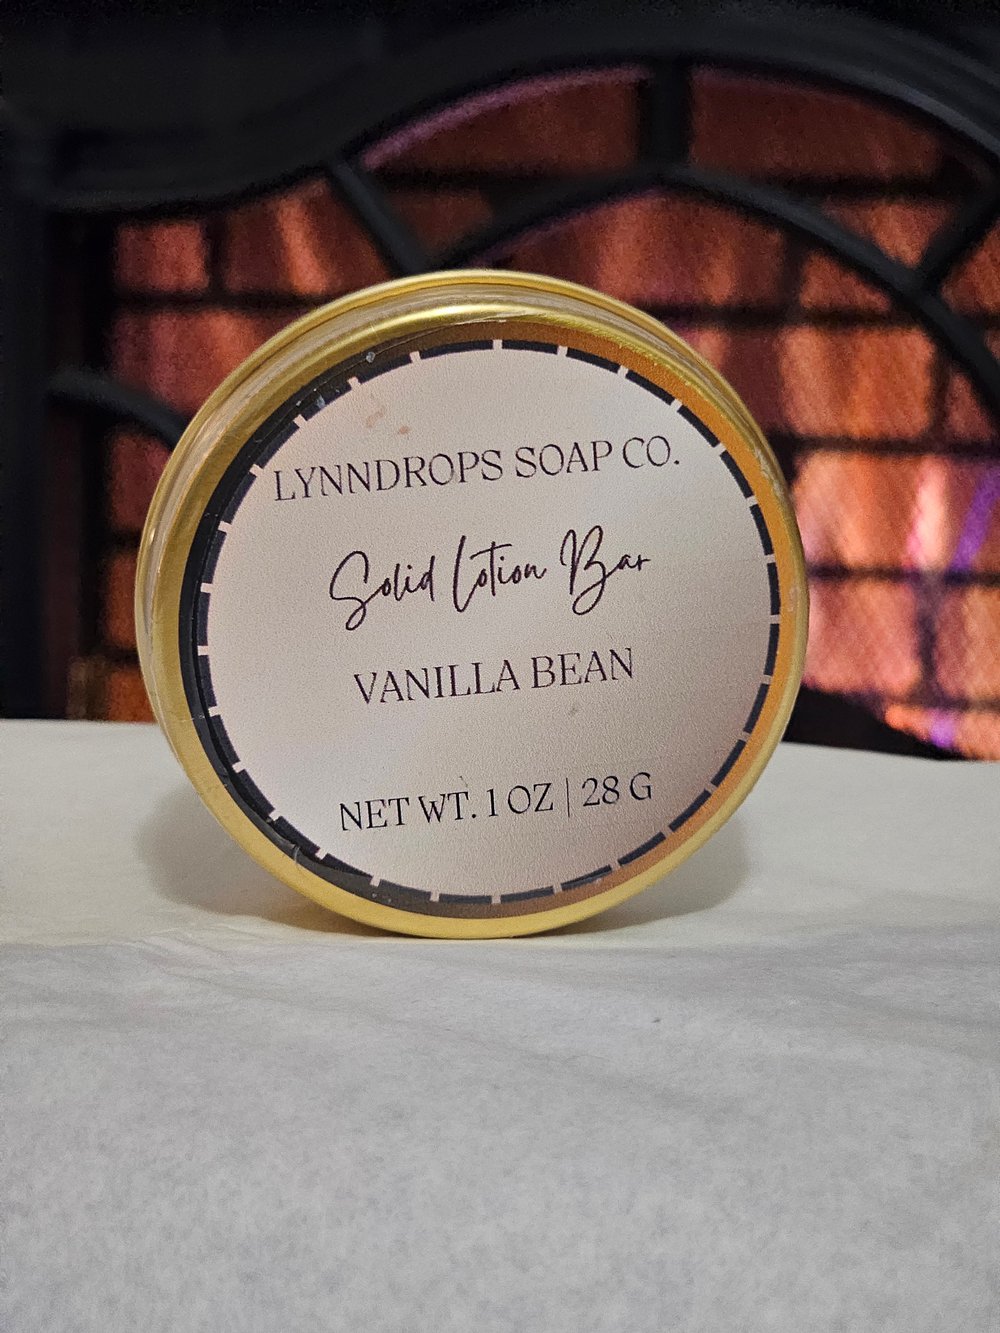 LYNNDROPS SOAP CO.
Solid Lotion Bar
VANILLA BEAN
NET WT. 1 OZ | 28 G